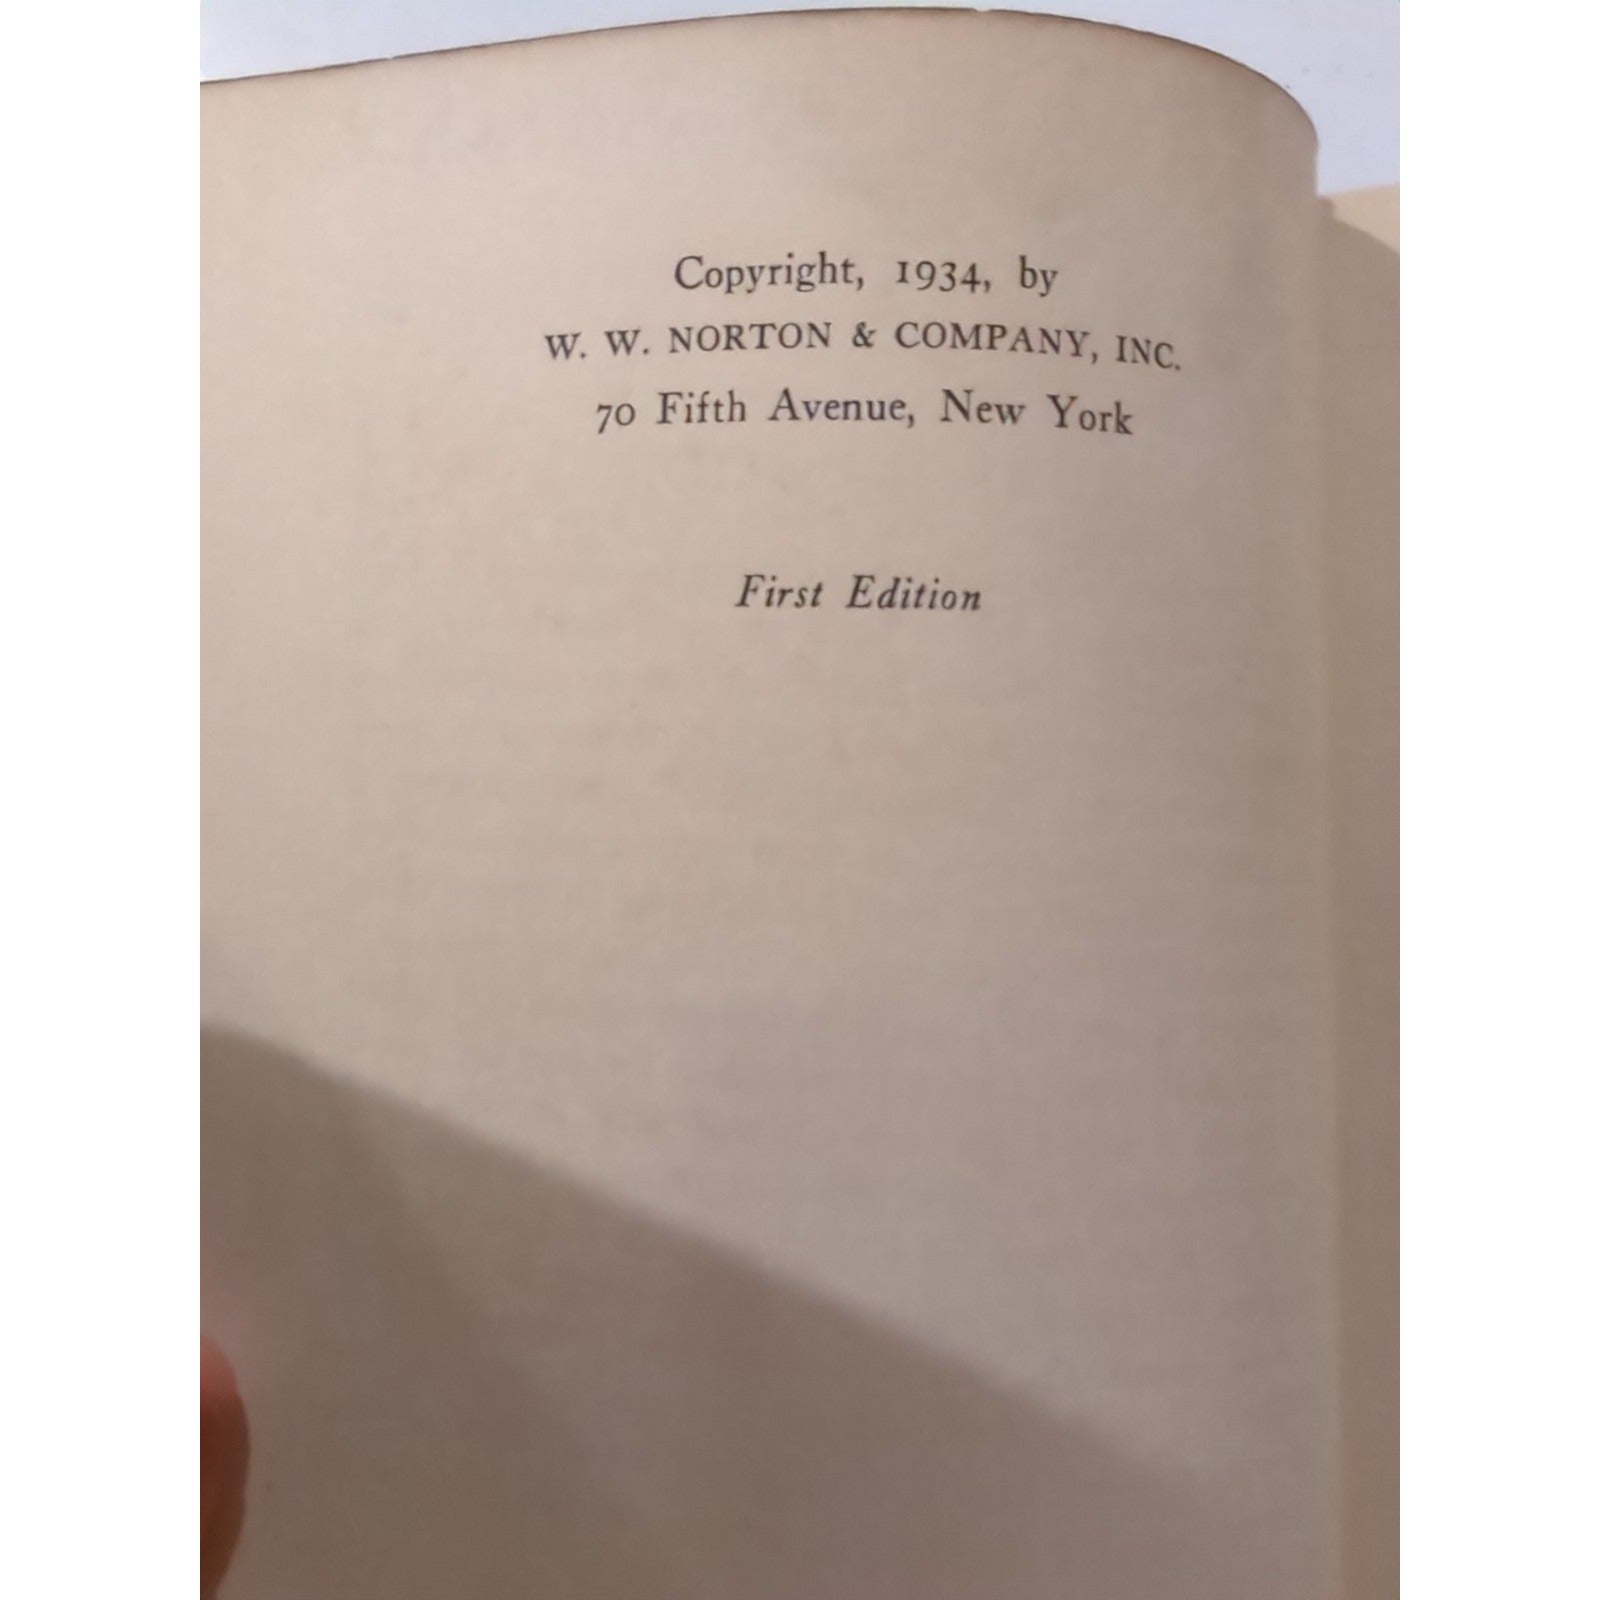 Copyright, 1934, by
W. W. NORTON & COMPANY, INC.
70 Fifth Avenue, New York
First Edition